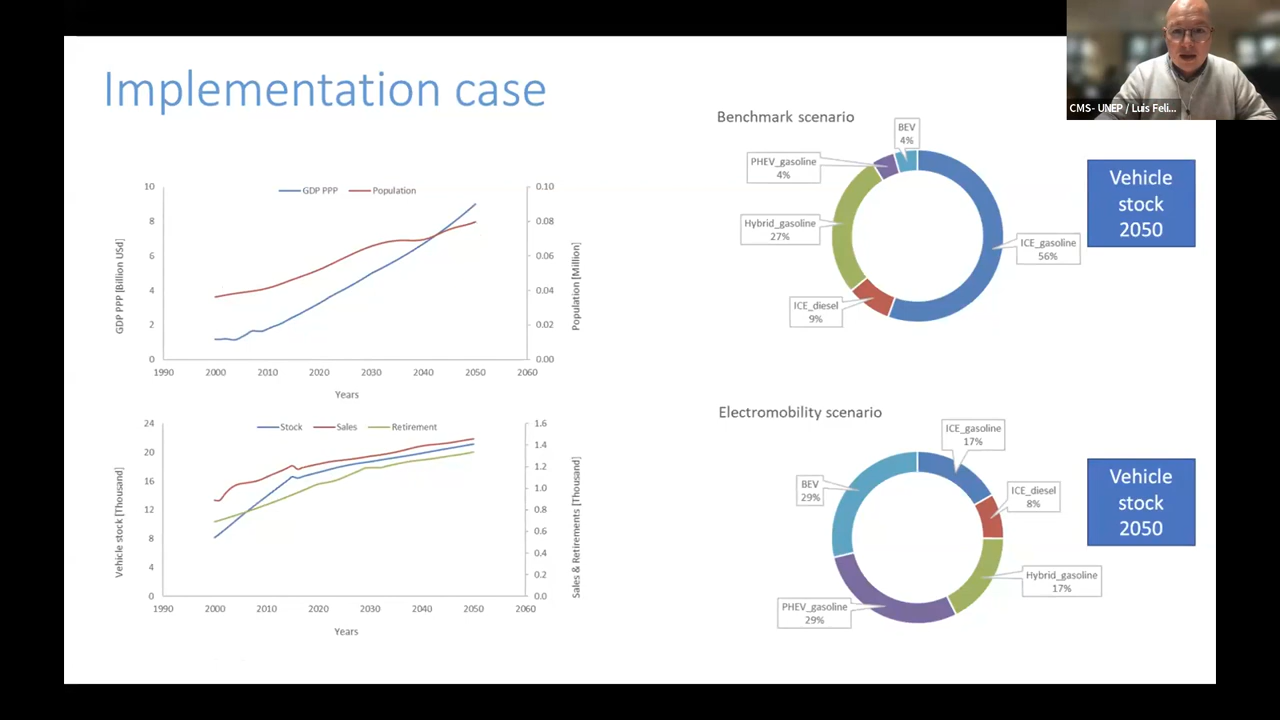 Implementation case
CMS- UNEP / Luis Feli...
GDP PPP
Population
10
8
6
4
2
0
0.10
0.08
0.06
0.04
0.02
0.00
GDP PPP [Billion USd]
Population [Million]
1990
2000
2010
2020
2030
2040
2050
2060
Years
Stock
Sales
Retirement
24
20
16
12
8
4
0
1.6
1.4
1.2
1.0
0.8
0.6
0.4
0.2
0.0
Vehicle stock [Thousand]
Sales & Retirements [Thousand]
1990
2000
2010
2020
2030
2040
2050
2060
Years
Benchmark scenario
BEV
4%
PHEV_gasoline
4%
Hybrid_gasoline
27%
ICE_gasoline
56%
ICE_diesel
9%
Vehicle
stock
2050
Electromobility scenario
ICE_gasoline
17%
BEV
29%
ICE_diesel
8%
Hybrid_gasoline
17%
PHEV_gasoline
29%
Vehicle
stock
2050